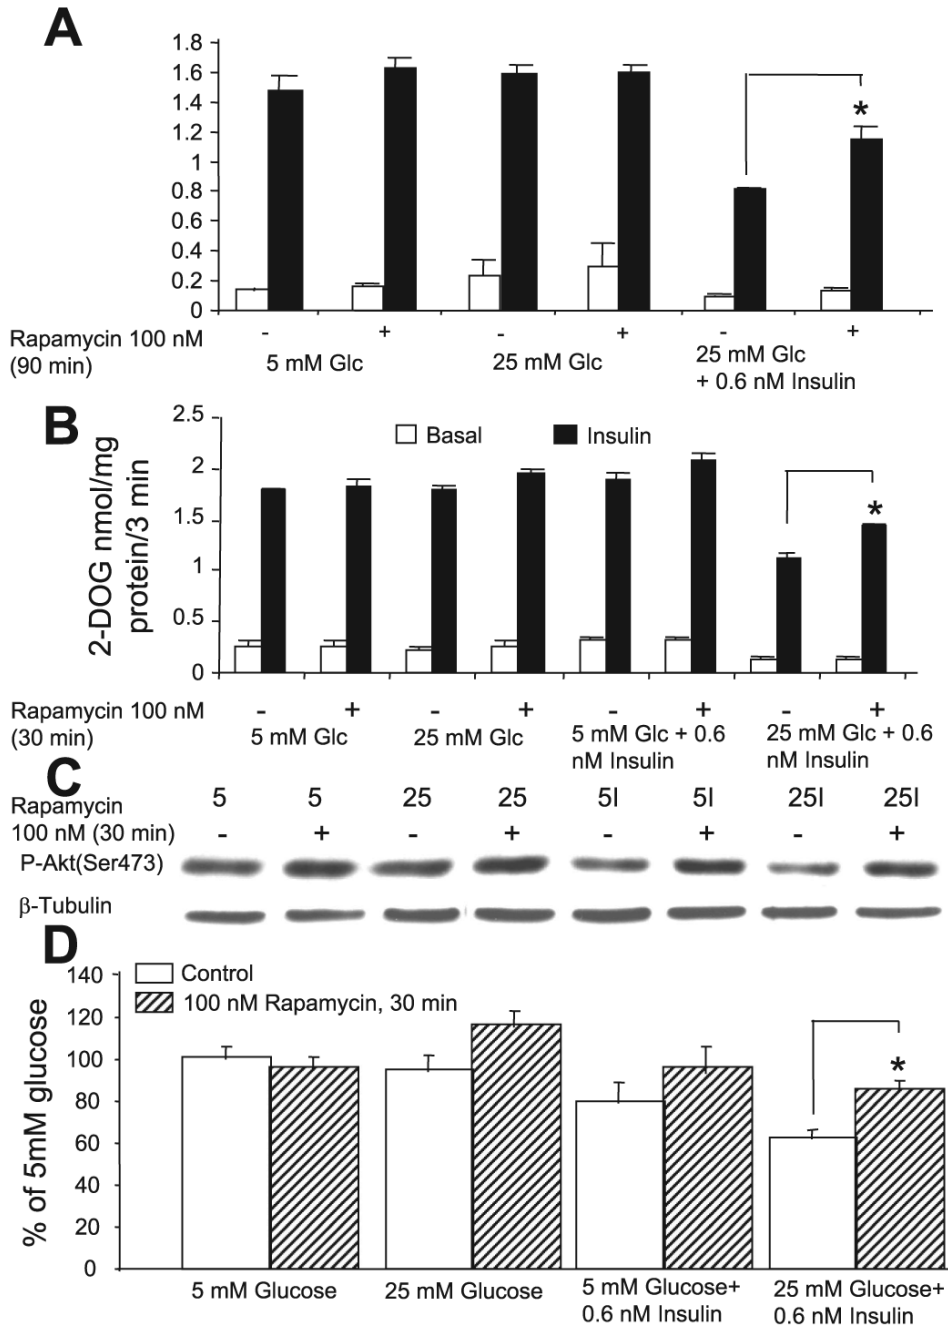 A
1.8
1.6
1.4
1.2
1
0.8
0.6
0.4
0.2
0
*
Rapamycin 100 nM
(90 min)
- + - + - +
5 mM Glc
25 mM Glc
25 mM Glc
+ 0.6 nM Insulin
B
2-DOG nmol/mg
protein/3 min
2.5
2
1.5
1
0.5
0
Basal
Insulin
*
Rapamycin 100 nM
(30 min)
- + - + - + - +
5 mM Glc
25 mM Glc
5 mM Glc + 0.6
nM Insulin
25 mM Glc + 0.6
nM Insulin
C
5 5 25 25 5I 5I 25I 25I
Rapamycin
100 nM (30 min) - + - + - + - +
P-Akt(Ser473)
β-Tubulin
D
% of 5mM glucose
140
120
100
80
60
40
20
0
Control
100 nM Rapamycin, 30 min
*
5 mM Glucose
25 mM Glucose
5 mM Glucose+
0.6 nM Insulin
25 mM Glucose+
0.6 nM Insulin